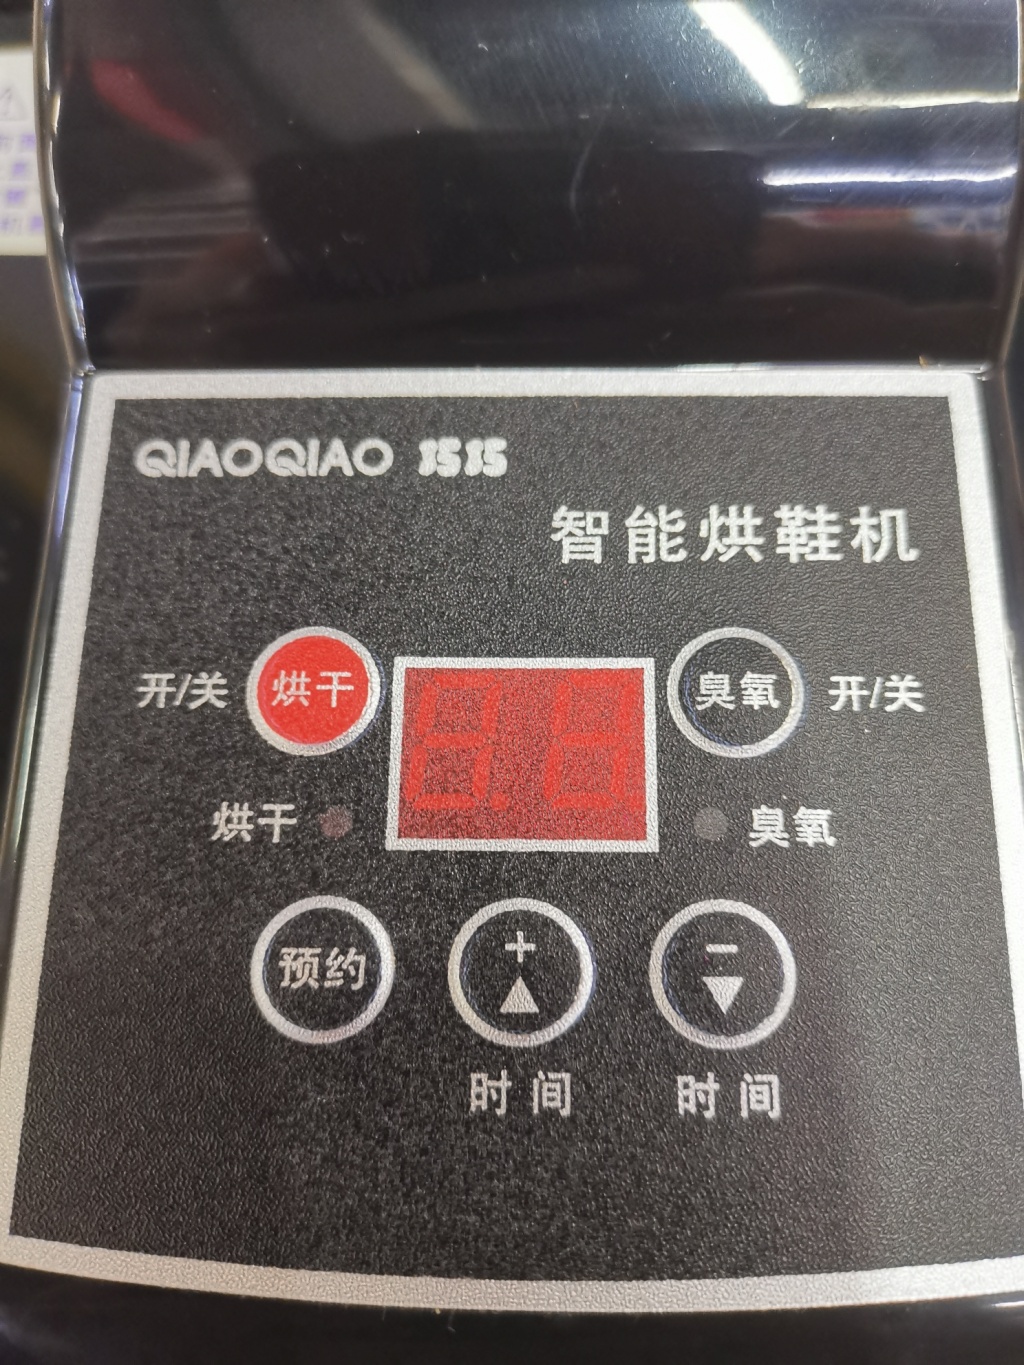 QIAOQIAO 巧巧
智能烘鞋机
开/关 烘干 臭氧 开/关
烘干 臭氧
预约 + -
时间 时间